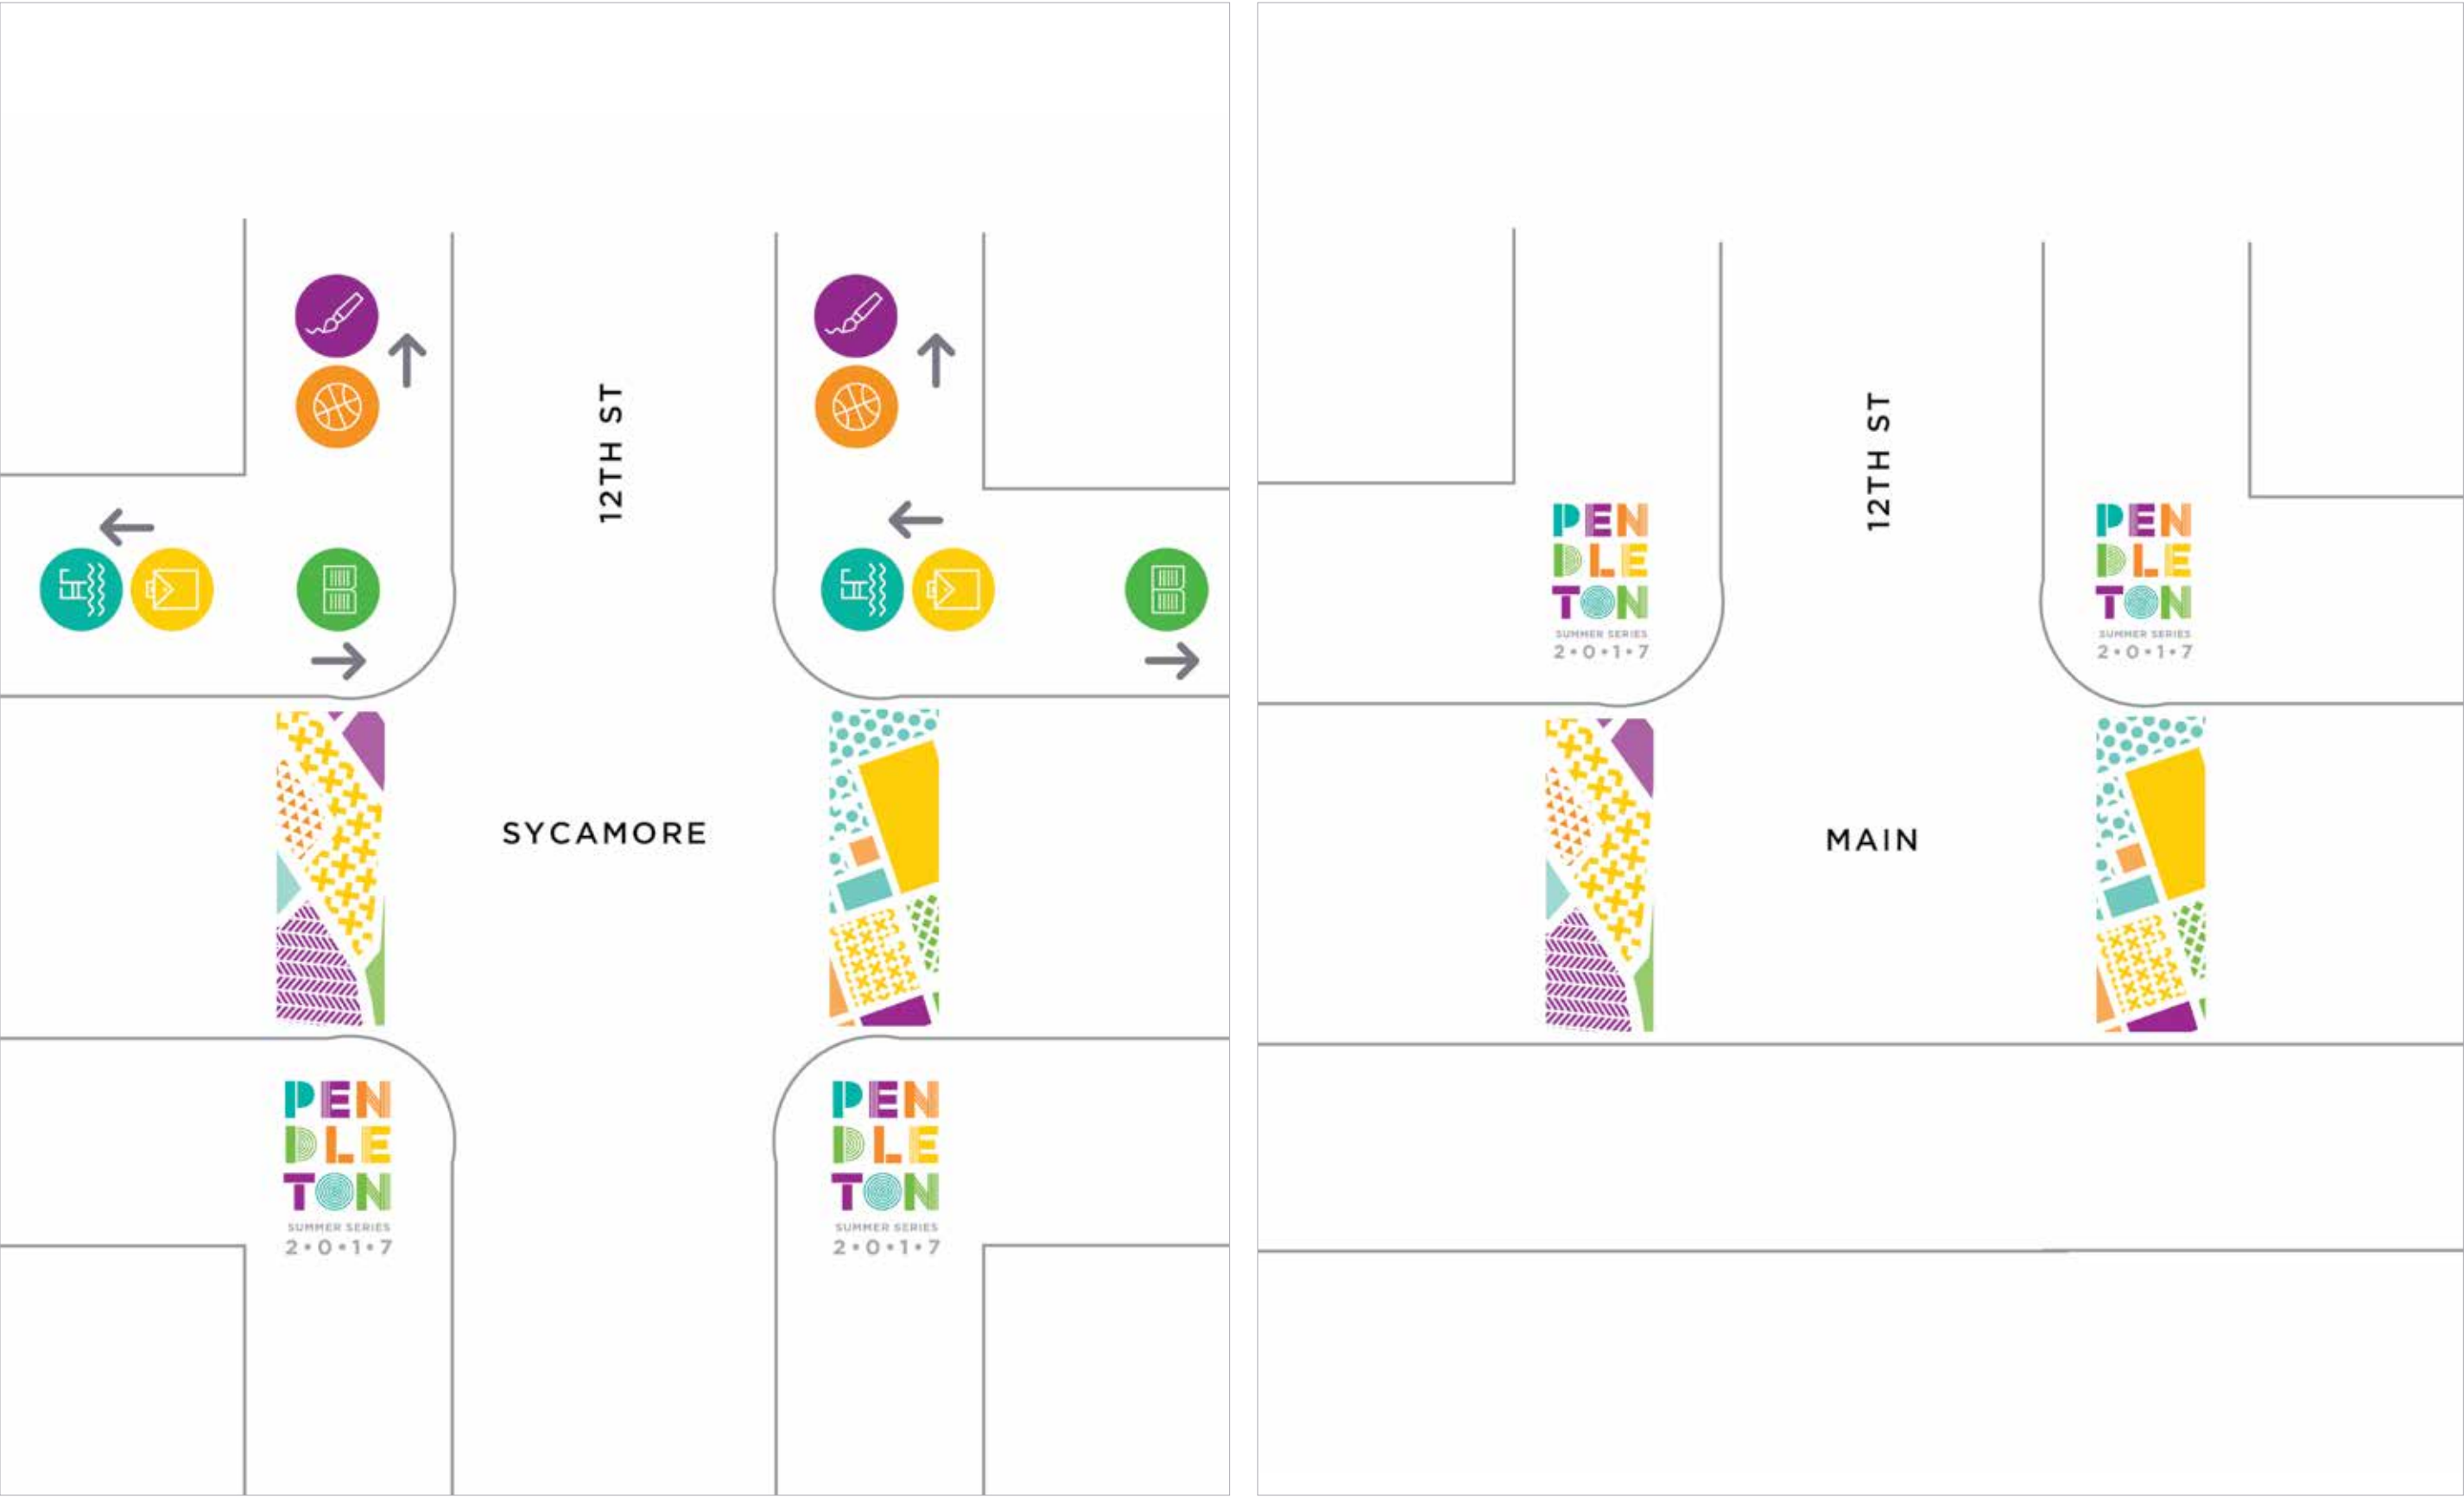 12TH ST
SYCAMORE
PEN
DLE
TON
SUMMER SERIES
2•0•1•7
PEN
DLE
TON
SUMMER SERIES
2•0•1•7
12TH ST
PEN
DLE
TON
SUMMER SERIES
2•0•1•7
PEN
DLE
TON
SUMMER SERIES
2•0•1•7
MAIN